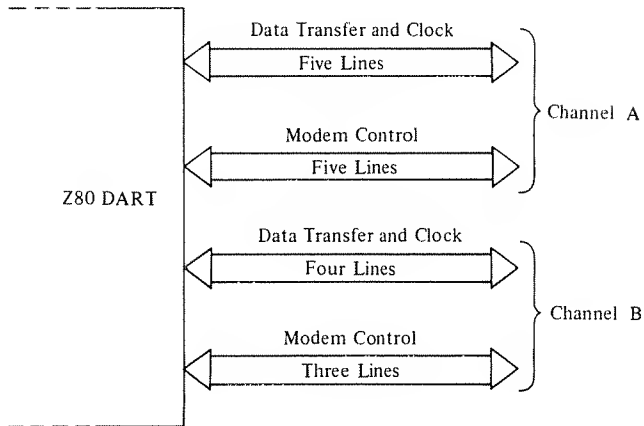 Data Transfer and Clock
Five Lines
Channel A
Modem Control
Five Lines
Z80 DART
Data Transfer and Clock
Four Lines
Channel B
Modem Control
Three Lines